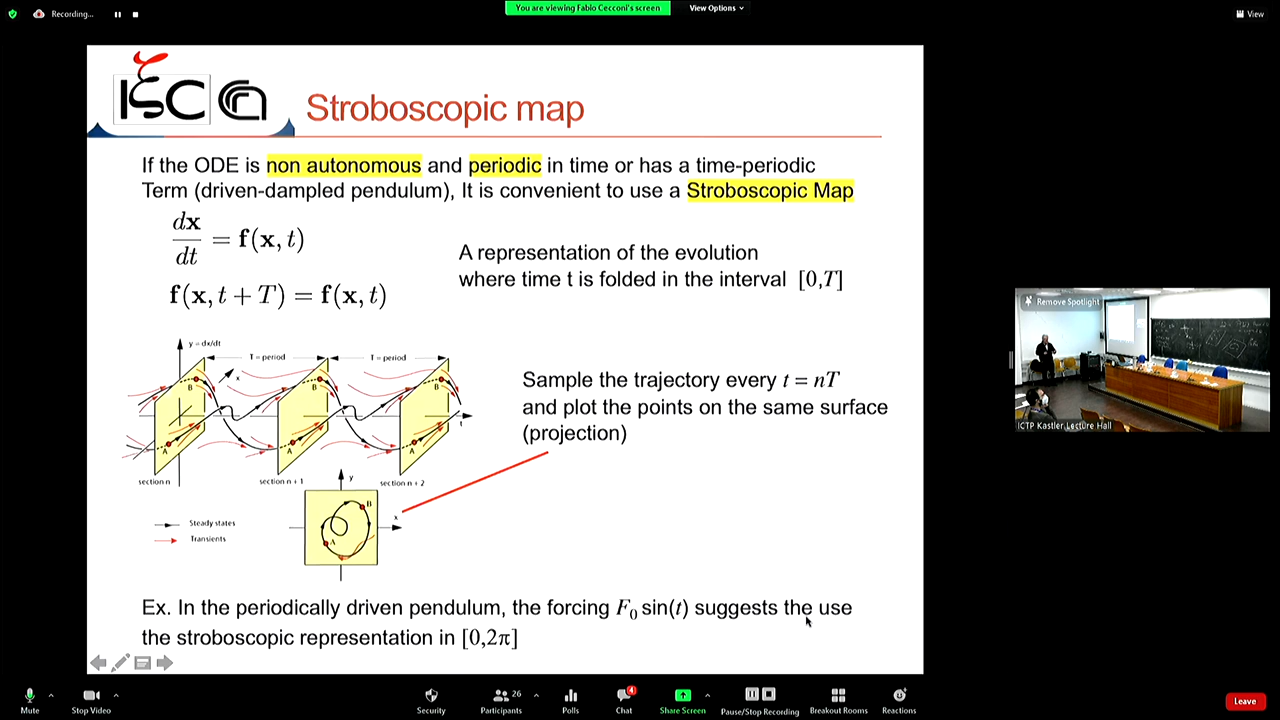 Recording...
You are viewing Fabio Cecconi's screen
View Options
View
ISC
Stroboscopic map
If the ODE is non autonomous and periodic in time or has a time-periodic
Term (driven-dampled pendulum), It is convenient to use a Stroboscopic Map
dx/dt = f(x, t)
f(x, t + T) = f(x, t)
A representation of the evolution
where time t is folded in the interval [0,T]
y = dx/dt
T = period
T = period
x
B
B
B
A
A
A
t
section n
section n + 1
section n + 2
y
B
x
A
Steady states
Transients
Sample the trajectory every t = nT
and plot the points on the same surface
(projection)
Ex. In the periodically driven pendulum, the forcing F0 sin(t) suggests the use
the stroboscopic representation in [0,2π]
Remove Spotlight
ICTP Kastler Lecture Hall
Mute
Stop Video
Security
26
Participants
Polls
4
Chat
Share Screen
Pause/Stop Recording
Breakout Rooms
Reactions
Leave